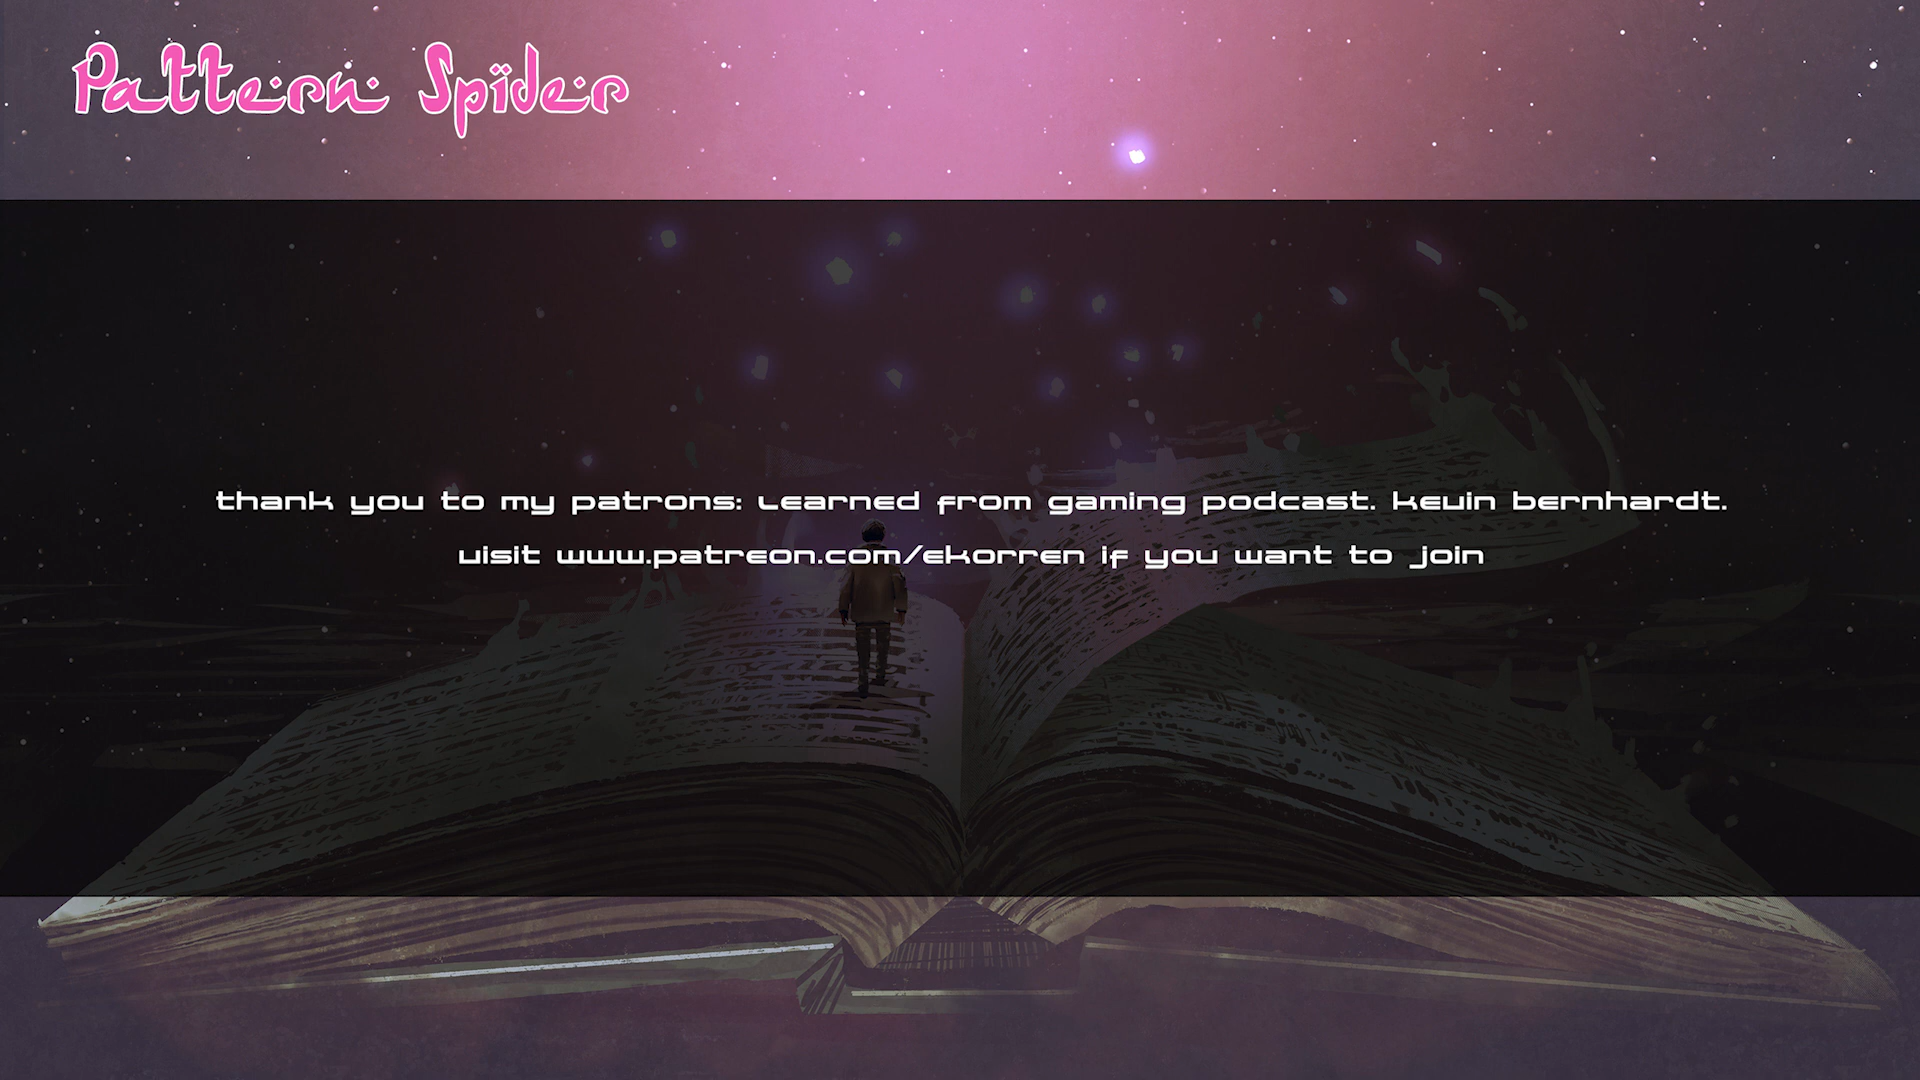 Pattern Spïder
thank you to my patrons: Learned from gaming podcast. Kevin bernhardt.
visit www.patreon.com/ekorren if you want to join